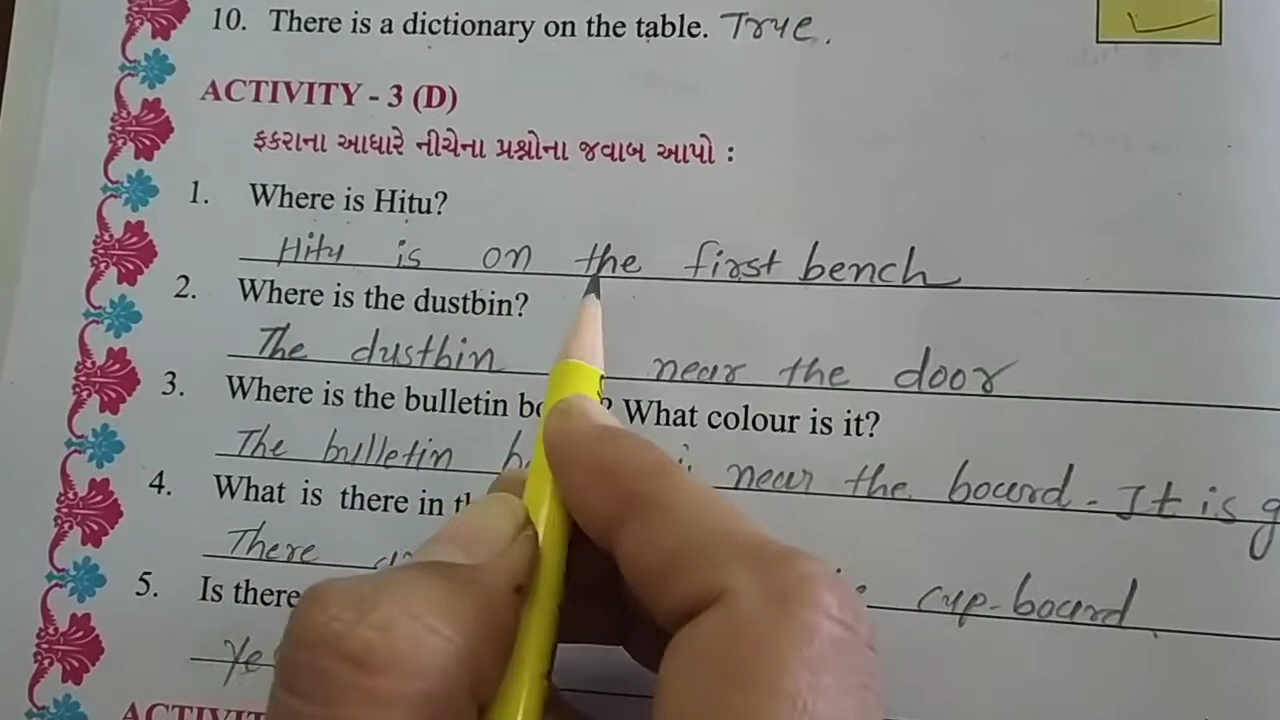 10. There is a dictionary on the table. True.
ACTIVITY - 3 (D)
ફકરાના આધારે નીચેના પ્રશ્નોના જવાબ આપો :
1. Where is Hitu?
Hitu is on the first bench
2. Where is the dustbin?
The dustbin near the door
3. Where is the bulletin ? What colour is it?
The bulletin near the board. It is
4. What is there in
There cup-board
5. Is there